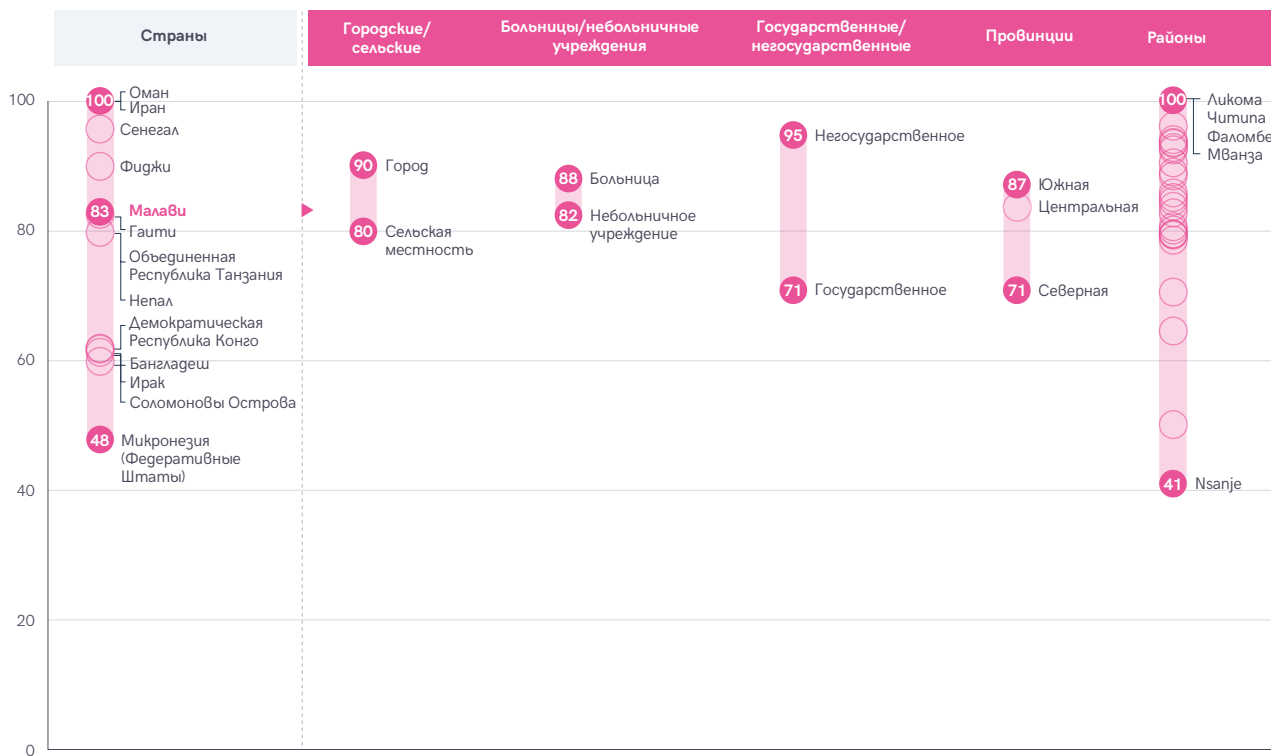 Страны
Городские/
сельские
Больницы/небольничные
учреждения
Государственные/
негосударственные
Провинции
Районы
100
80
60
40
20
0
100
Оман
Иран
Сенегал
Фиджи
83
Малави
Гаити
Объединенная
Республика Танзания
Непал
Демократическая
Республика Конго
Бангладеш
Ирак
Соломоновы Острова
48
Микронезия
(Федеративные
Штаты)
90
Город
80
Сельская
местность
88
Больница
82
Небольничное
учреждение
95
Негосударственное
71
Государственное
87
Южная
Центральная
71
Северная
100
Ликома
Читипа
Фаломбе
Мванза
41
Nsanje